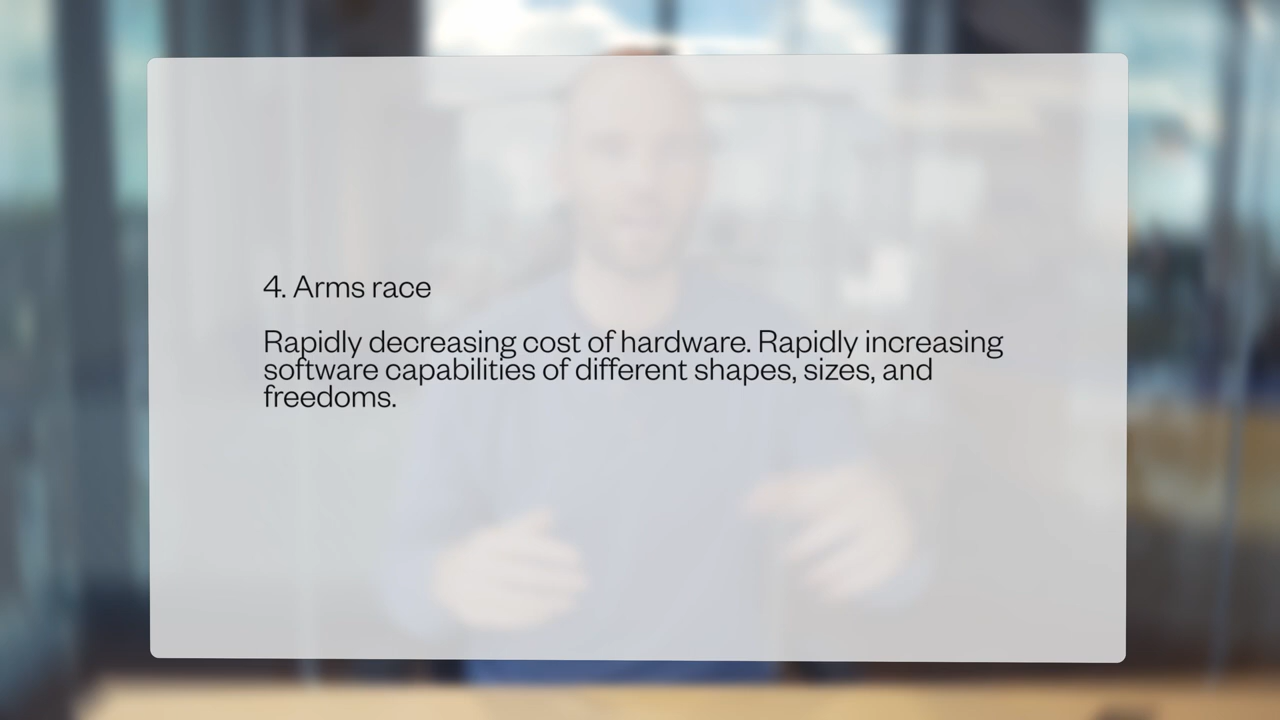 4. Arms race
Rapidly decreasing cost of hardware. Rapidly increasing
software capabilities of different shapes, sizes, and
freedoms.